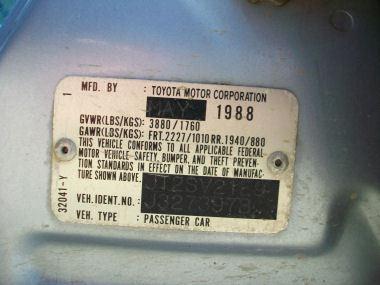 1
MFD. BY : TOYOTA MOTOR CORPORATION
MAY 1988
GVWR(LBS/KGS): 3880/1760
GAWR(LBS/KGS): FRT.2227/1010 RR.1940/880
THIS VEHICLE CONFORMS TO ALL APPLICABLE FEDERAL
MOTOR VEHICLE SAFETY, BUMPER, AND THEFT PREVEN-
TION STANDARDS IN EFFECT ON THE DATE OF MANUFAC-
TURE SHOWN ABOVE.
VEH.IDENT.NO.:
VEH. TYPE : PASSENGER CAR
32041-Y